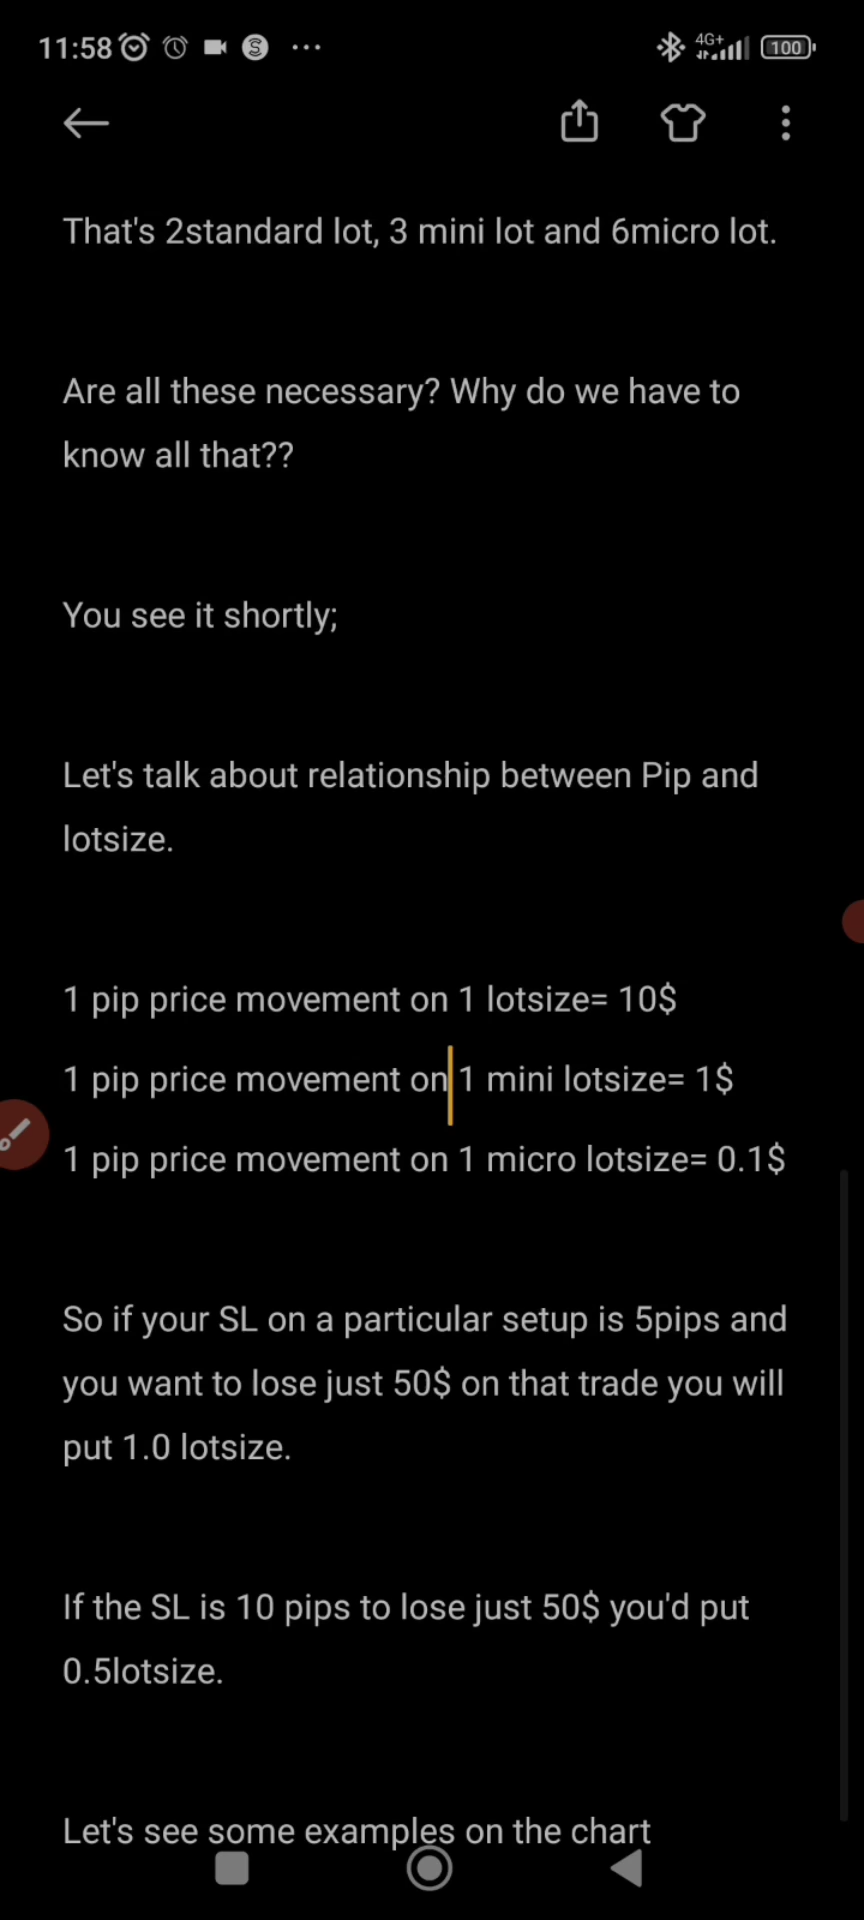 11:58
4G+
100
That's 2standard lot, 3 mini lot and 6micro lot.
Are all these necessary? Why do we have to
know all that??
You see it shortly;
Let's talk about relationship between Pip and
lotsize.
1 pip price movement on 1 lotsize= 10$
1 pip price movement on 1 mini lotsize= 1$
1 pip price movement on 1 micro lotsize= 0.1$
So if your SL on a particular setup is 5pips and
you want to lose just 50$ on that trade you will
put 1.0 lotsize.
If the SL is 10 pips to lose just 50$ you'd put
0.5lotsize.
Let's see some examples on the chart